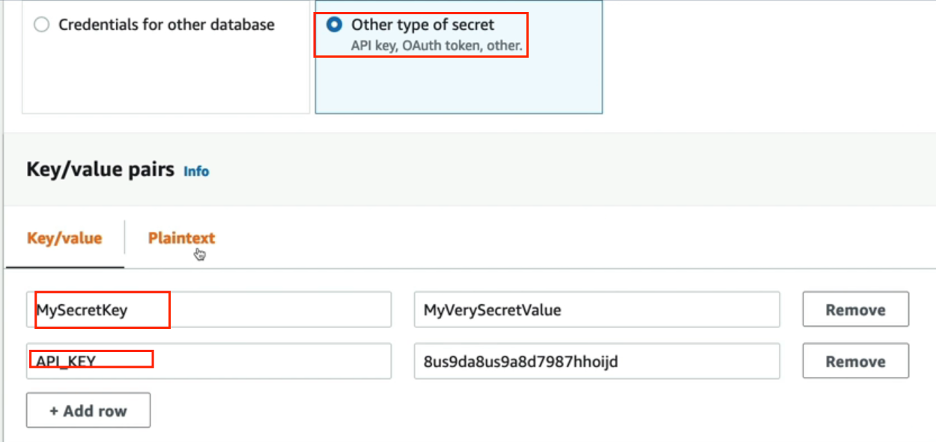 Credentials for other database
Other type of secret
API key, OAuth token, other.
Key/value pairs Info
Key/value Plaintext
MySecretKey MyVerySecretValue Remove
API_KEY 8us9da8us9a8d7987hhoijd Remove
+ Add row